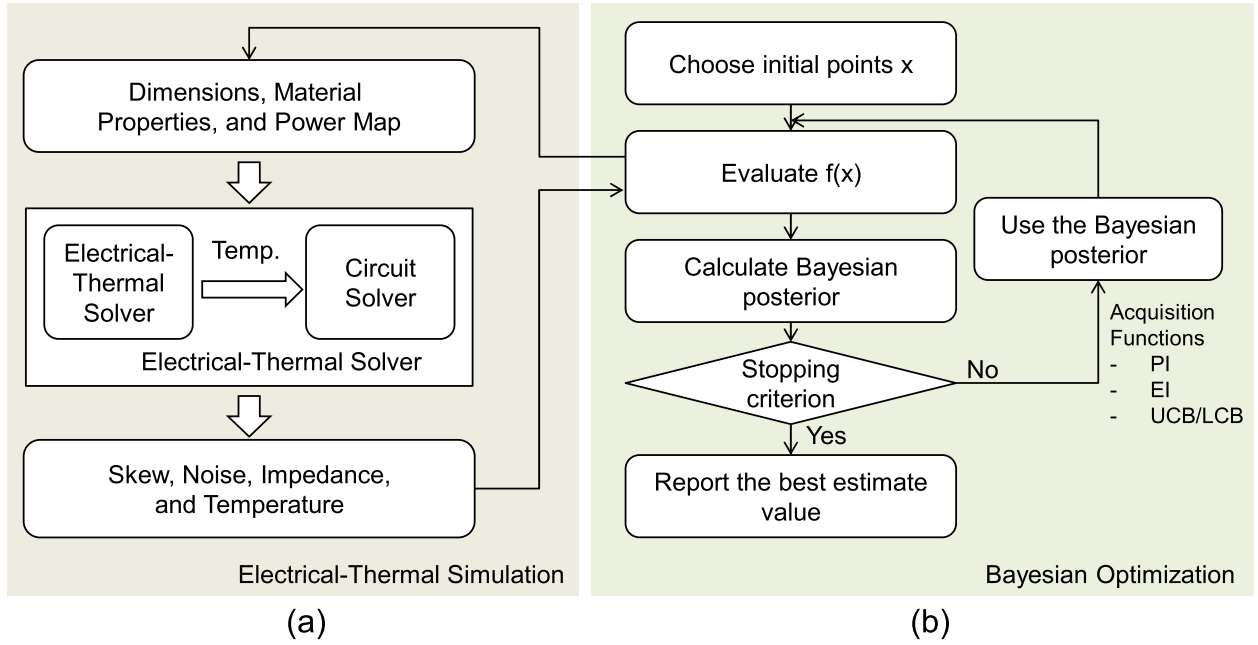 Dimensions, Material
Properties, and Power Map
Electrical-
Thermal
Solver
Temp.
Circuit
Solver
Electrical-Thermal Solver
Skew, Noise, Impedance,
and Temperature
Electrical-Thermal Simulation
(a)
Choose initial points x
Evaluate f(x)
Calculate Bayesian
posterior
Stopping
criterion
No
Yes
Report the best estimate
value
Use the Bayesian
posterior
Acquisition
Functions
- PI
- EI
- UCB/LCB
Bayesian Optimization
(b)